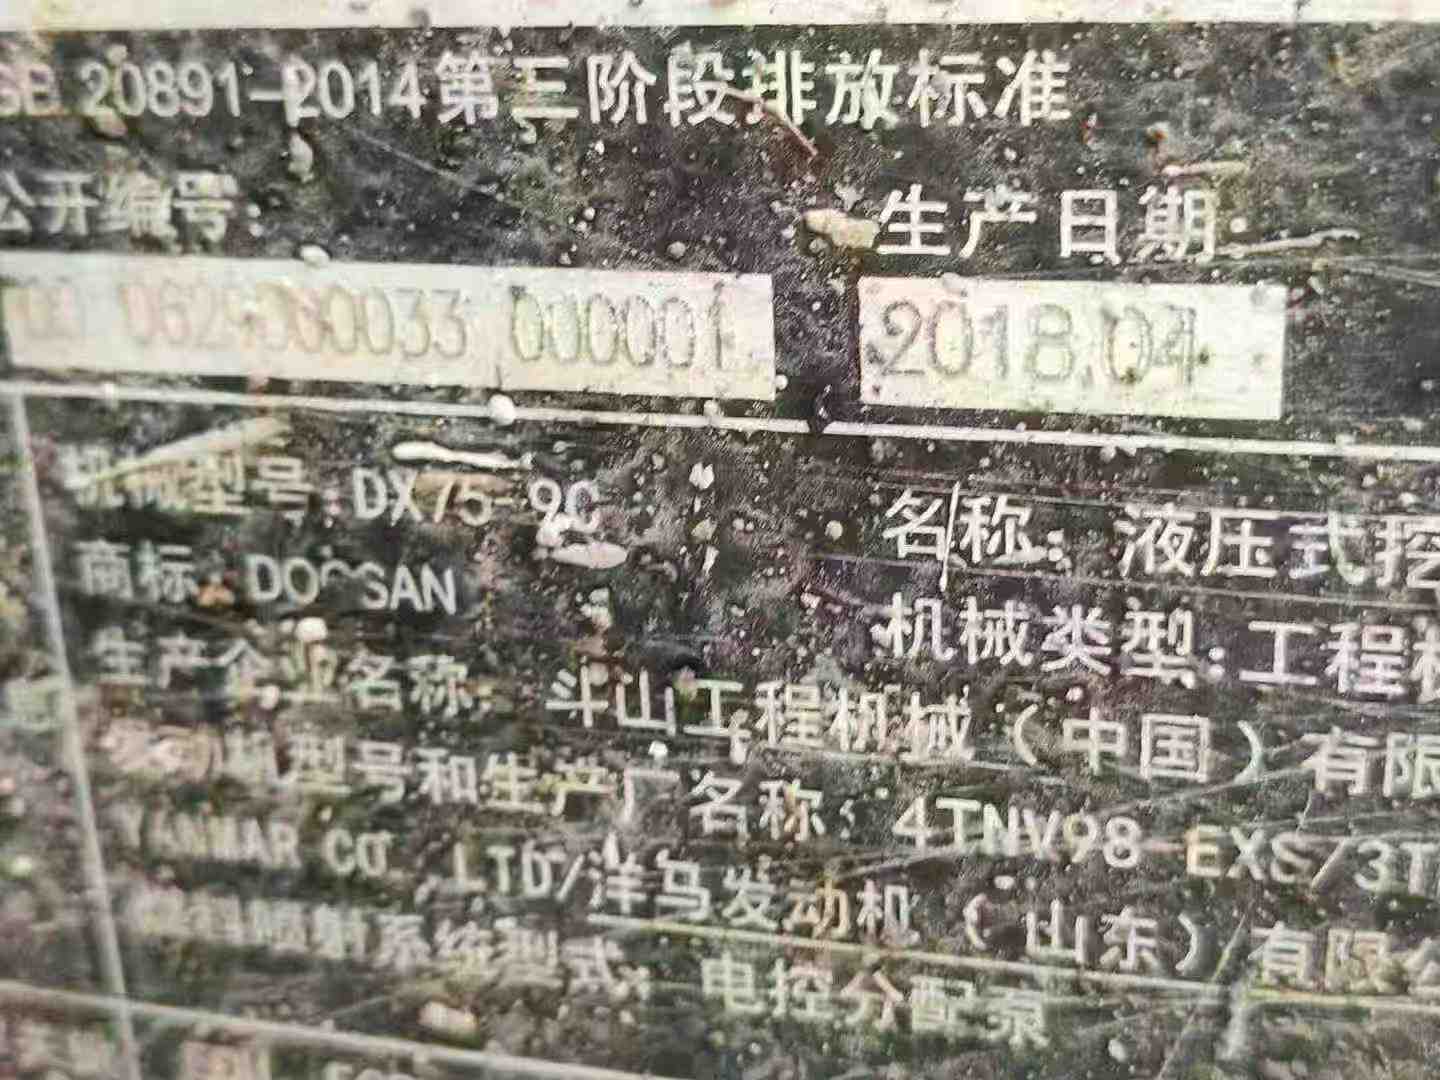 GB 20891-2014第三阶段排放标准
公开编号:
生产日期:
000001
2018.04
机械型号:DX75-9C
名称:液压式挖
商标:DOOSAN
机械类型:工程机
生产企业名称:斗山工程机械(中国)有限
型号和生产厂名称:4TNV98-EXS/3T
YANMAR CO.,LTD/洋马发动机(山东)有限公
喷射系统型式:电控分配泵